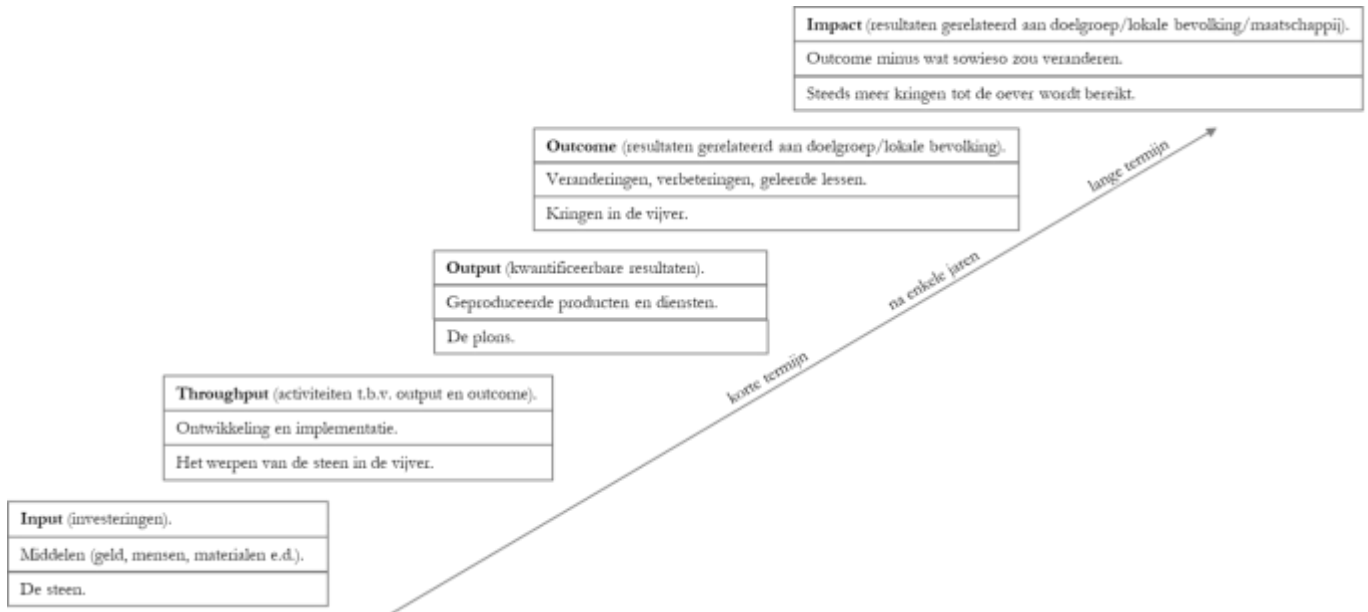 Impact (resultaten gerelateerd aan doelgroep/lokale bevolking/maatschappij).
Outcome minus wat sowieso zou veranderen.
Steeds meer kringen tot de oever wordt bereikt.
Outcome (resultaten gerelateerd aan doelgroep/lokale bevolking).
Veranderingen, verbeteringen, geleerde lessen.
Kringen in de vijver.
lange termijn
Output (kwantificeerbare resultaten).
Geproduceerde producten en diensten.
De plons.
na enkele jaren
Throughput (activiteiten t.b.v. output en outcome).
Ontwikkeling en implementatie.
Het werpen van de steen in de vijver.
korte termijn
Input (investeringen).
Middelen (geld, mensen, materialen e.d.).
De steen.